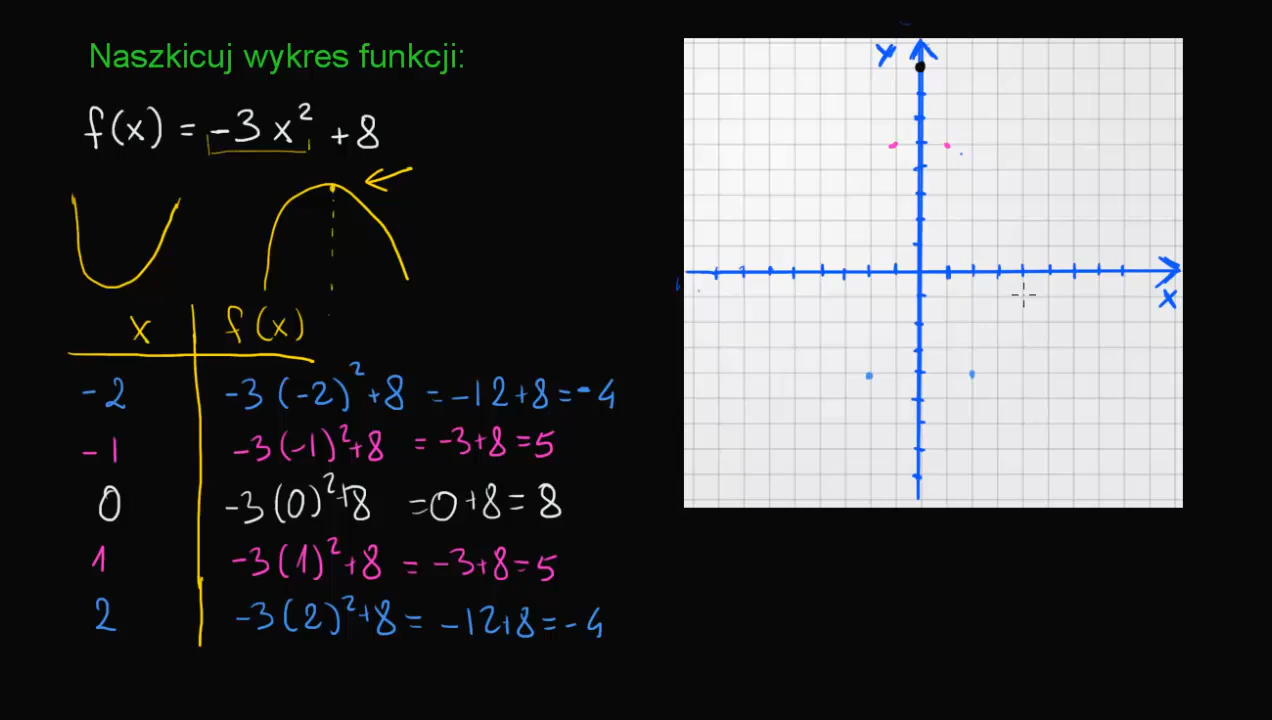 Naszkicuj wykres funkcji:
f(x) = -3x² + 8
x f(x)
-2 -3(-2)²+8 = -12+8 = -4
-1 -3(-1)²+8 = -3+8 = 5
0 -3(0)²+8 = 0+8 = 8
1 -3(1)²+8 = -3+8 = 5
2 -3(2)²+8 = -12+8 = -4
y
x